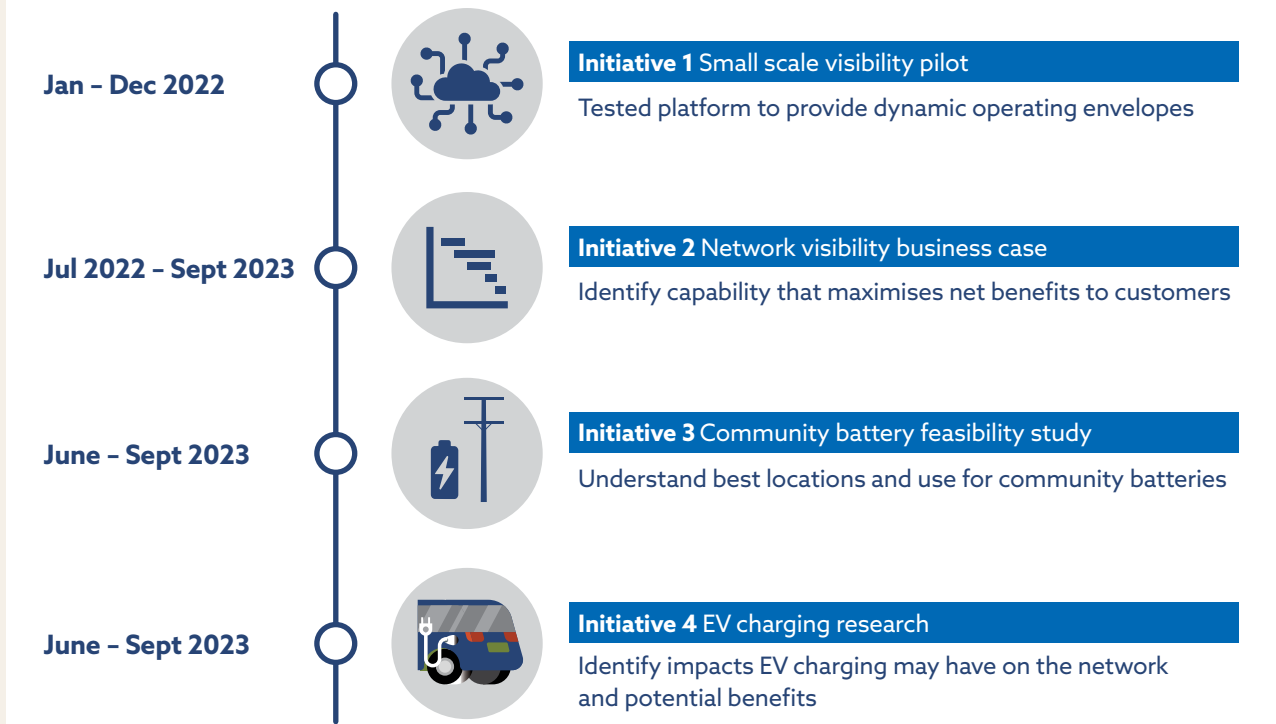 Jan – Dec 2022
Initiative 1 Small scale visibility pilot
Tested platform to provide dynamic operating envelopes
Jul 2022 – Sept 2023
Initiative 2 Network visibility business case
Identify capability that maximises net benefits to customers
June – Sept 2023
Initiative 3 Community battery feasibility study
Understand best locations and use for community batteries
June – Sept 2023
Initiative 4 EV charging research
Identify impacts EV charging may have on the network
and potential benefits